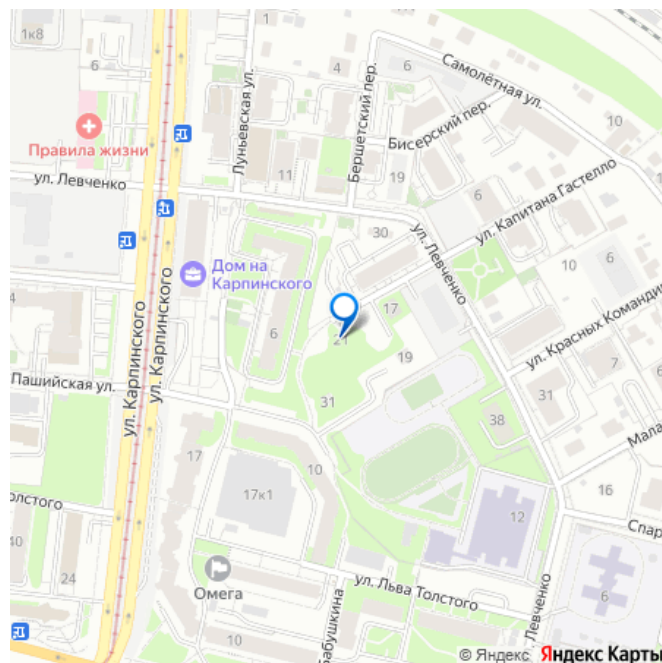 1к8
1
1
6
4
6
Самолётная ул.
10
Правила жизни
Луньевская ул.
Бершетский пер.
Бисерский пер.
11
19
6
ул. Левченко
30
ул. Капитана Гастелло
ул. Левченко
Дом на
Карпинского
10
4
ул. Карпинского
ул. Карпинского
17
21
6
ул. Красных Команди
19
7
Пашийская ул.
31
31
38
Мала
17
10
17к1
16
олстого
12
Спар
40
24
Омега
ул. Льва Толстого
Левченко
6
10
бабушкина
© Яндекс Яндекс Карты